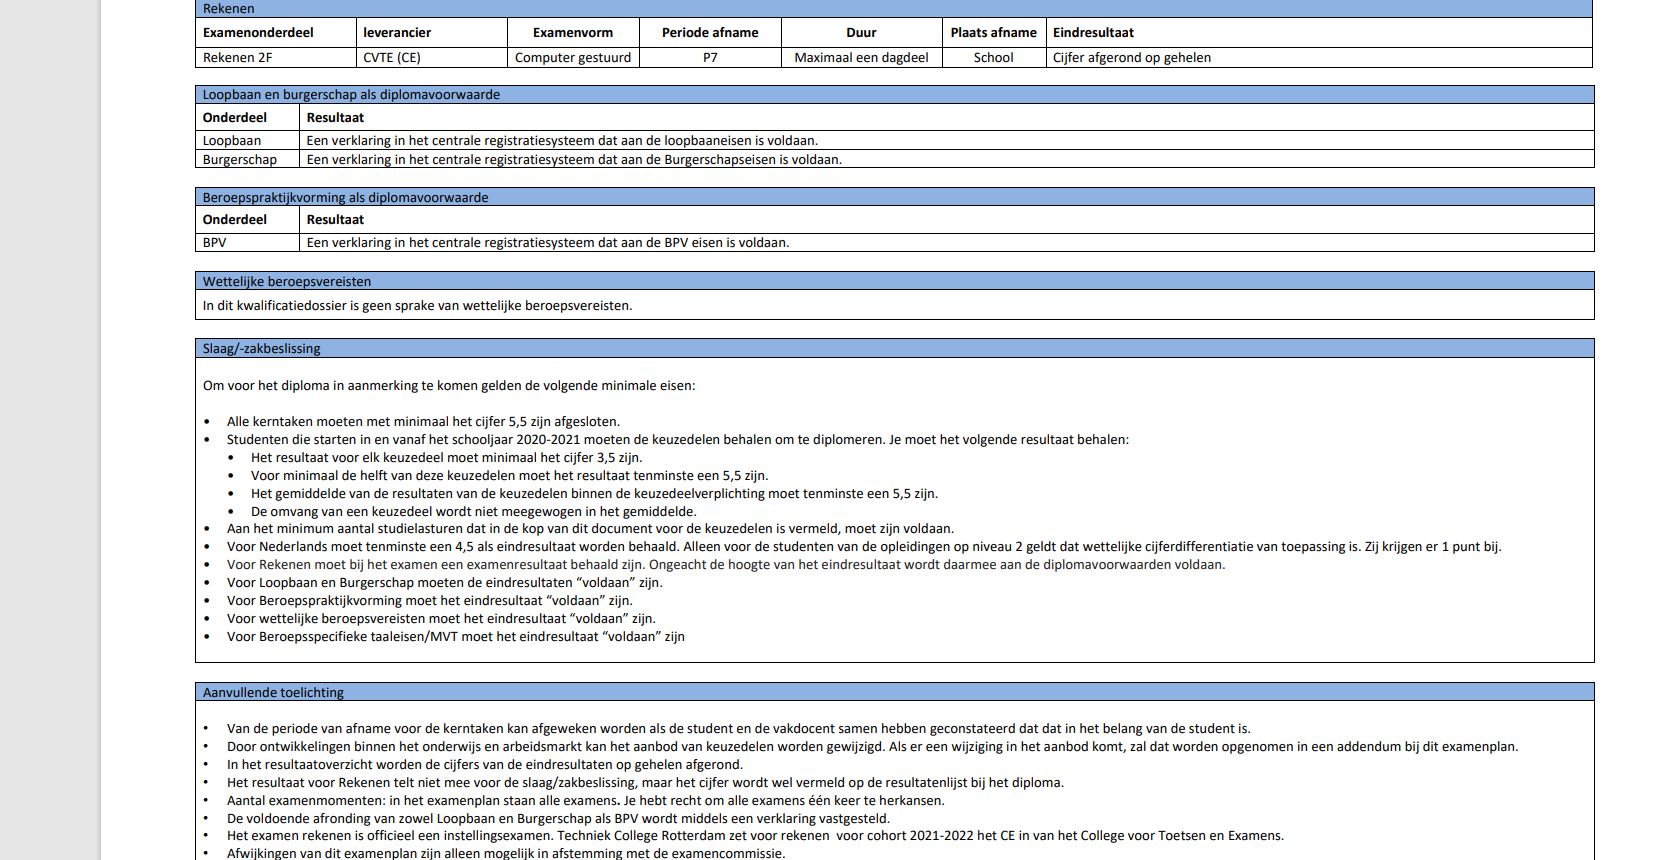 Rekenen
Examenonderdeel leverancier Examenvorm Periode afname Duur Plaats afname Eindresultaat
Rekenen 2F CVTE (CE) Computer gestuurd P7 Maximaal een dagdeel School Cijfer afgerond op gehelen
Loopbaan en burgerschap als diplomavoorwaarde
Onderdeel Resultaat
Loopbaan Een verklaring in het centrale registratiesysteem dat aan de loopbaaneisen is voldaan.
Burgerschap Een verklaring in het centrale registratiesysteem dat aan de Burgerschapseisen is voldaan.
Beroepspraktijkvorming als diplomavoorwaarde
Onderdeel Resultaat
BPV Een verklaring in het centrale registratiesysteem dat aan de BPV eisen is voldaan.
Wettelijke beroepsvereisten
In dit kwalificatiedossier is geen sprake van wettelijke beroepsvereisten.
Slaag/-zakbeslissing
Om voor het diploma in aanmerking te komen gelden de volgende minimale eisen:
• Alle kerntaken moeten met minimaal het cijfer 5,5 zijn afgesloten.
• Studenten die starten in en vanaf het schooljaar 2020-2021 moeten de keuzedelen behalen om te diplomeren. Je moet het volgende resultaat behalen:
• Het resultaat voor elk keuzedeel moet minimaal het cijfer 3,5 zijn.
• Voor minimaal de helft van deze keuzedelen moet het resultaat tenminste een 5,5 zijn.
• Het gemiddelde van de resultaten van de keuzedelen binnen de keuzedeelverplichting moet tenminste een 5,5 zijn.
• De omvang van een keuzedeel wordt niet meegewogen in het gemiddelde.
• Aan het minimum aantal studielasturen dat in de kop van dit document voor de keuzedelen is vermeld, moet zijn voldaan.
• Voor Nederlands moet tenminste een 4,5 als eindresultaat worden behaald. Alleen voor de studenten van de opleidingen op niveau 2 geldt dat wettelijke cijferdifferentiatie van toepassing is. Zij krijgen er 1 punt bij.
• Voor Rekenen moet bij het examen een examenresultaat behaald zijn. Ongeacht de hoogte van het eindresultaat wordt daarmee aan de diplomavoorwaarden voldaan.
• Voor Loopbaan en Burgerschap moeten de eindresultaten “voldaan” zijn.
• Voor Beroepspraktijkvorming moet het eindresultaat “voldaan” zijn.
• Voor wettelijke beroepsvereisten moet het eindresultaat “voldaan” zijn.
• Voor Beroepsspecifieke taaleisen/MVT moet het eindresultaat “voldaan” zijn
Aanvullende toelichting
• Van de periode van afname voor de kerntaken kan afgeweken worden als de student en de vakdocent samen hebben geconstateerd dat dat in het belang van de student is.
• Door ontwikkelingen binnen het onderwijs en arbeidsmarkt kan het aanbod van keuzedelen worden gewijzigd. Als er een wijziging in het aanbod komt, zal dat worden opgenomen in een addendum bij dit examenplan.
• In het resultaatoverzicht worden de cijfers van de eindresultaten op gehelen afgerond.
• Het resultaat voor Rekenen telt niet mee voor de slaag/zakbeslissing, maar het cijfer wordt wel vermeld op de resultatenlijst bij het diploma.
• Aantal examenmomenten: in het examenplan staan alle examens. Je hebt recht om alle examens één keer te herkansen.
• De voldoende afronding van zowel Loopbaan en Burgerschap als BPV wordt middels een verklaring vastgesteld.
• Het examen rekenen is officieel een instellingsexamen. Techniek College Rotterdam zet voor rekenen voor cohort 2021-2022 het CE in van het College voor Toetsen en Examens.
• Afwijkingen van dit examenplan zijn alleen mogelijk in afstemming met de examencommissie.